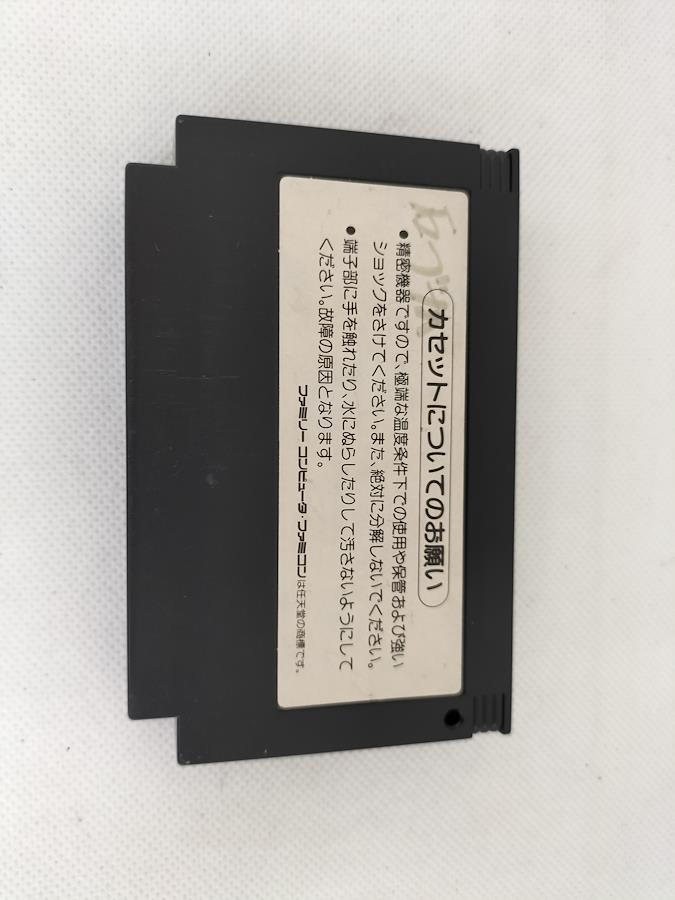 カセットについてのお願い
●精密機器ですので、極端な温度条件下での使用や保管および強い
ショックをさけてください。また、絶対に分解しないでください。
●端子部に手を触れたり、水にぬらしたりして汚さないようにして
ください。故障の原因となります。
ファミリーコンピュータ・ファミコンは任天堂の商標です。